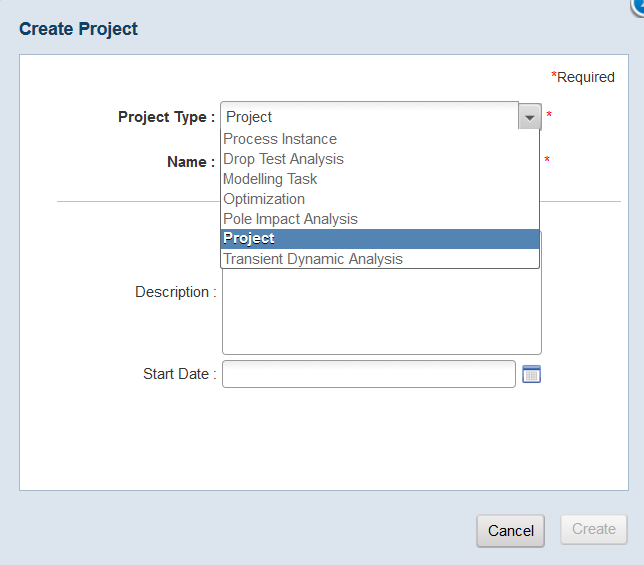 Create Project
*Required
Project Type : Project *
Process Instance
Name : Drop Test Analysis *
Modelling Task
Optimization
Pole Impact Analysis
Project
Transient Dynamic Analysis
Description :
Start Date :
Cancel Create